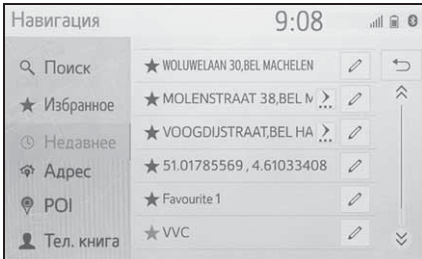 Навигация 9:08 0
Поиск
Избранное
Недавнее
Адрес
POI
Тел. книга
WOLUWELAAN 30,BEL MACHELEN
MOLENSTRAAT 38,BEL M
VOOGDIJSTRAAT,BEL HA
51.01785569 , 4.61033408
Favourite 1
VVC